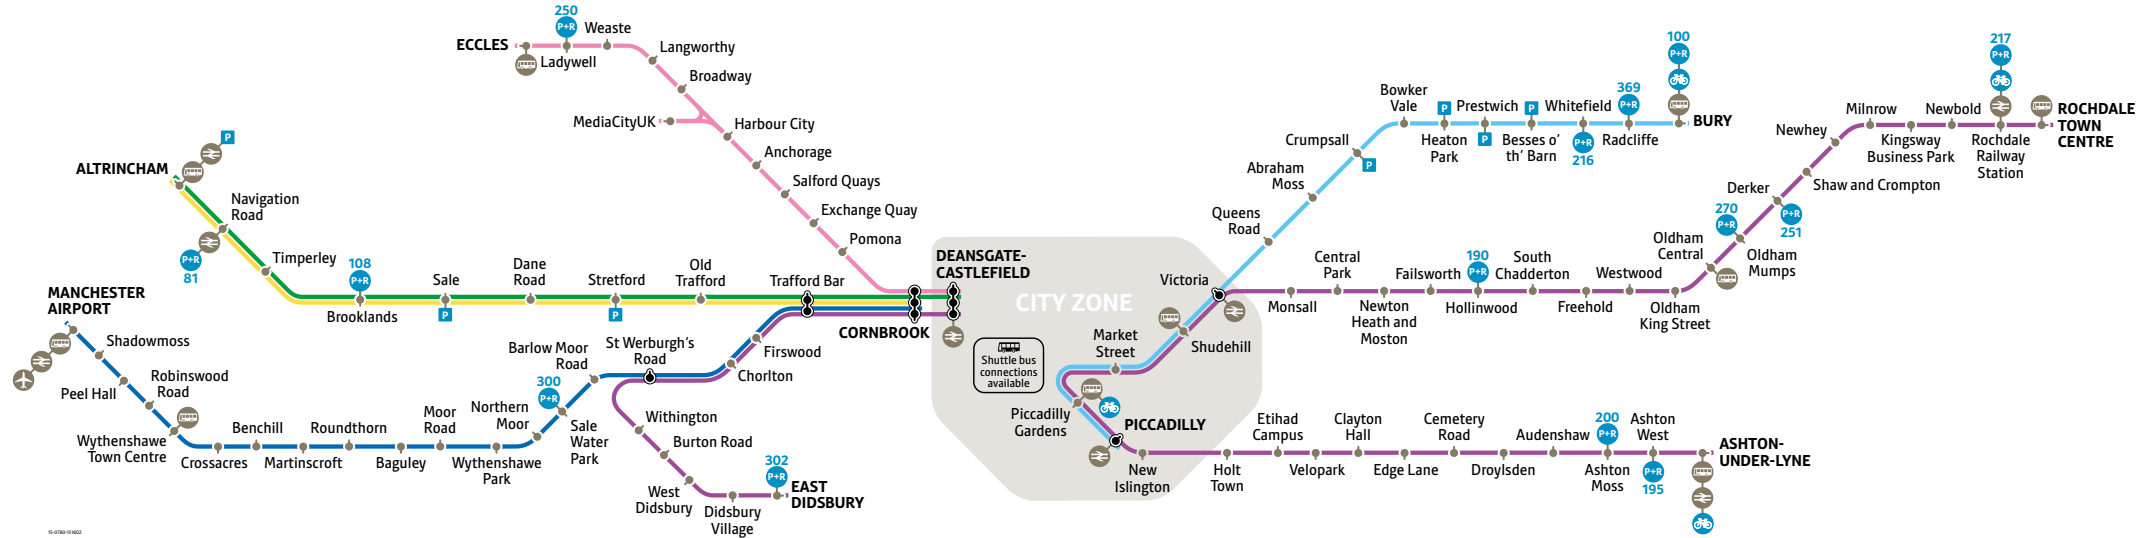 250
P+R
Weaste
ECCLES
Ladywell
Langworthy
Broadway
MediaCityUK
Harbour City
Anchorage
Salford Quays
Exchange Quay
Pomona
P
ALTRINCHAM
Navigation
Road
P+R
81
Timperley
108
P+R
Brooklands
Sale
P
Dane
Road
Stretford
P
Old
Trafford
Trafford Bar
CORNBROOK
DEANSGATE-
CASTLEFIELD
MANCHESTER
AIRPORT
Shadowmoss
Peel Hall
Robinswood
Road
Wythenshawe
Town Centre
Crossacres
Benchill
Martinscroft
Roundthorn
Baguley
Moor
Road
Wythenshawe
Park
Northern
Moor
300
P+R
Sale
Water
Park
Barlow Moor
Road
St Werburgh's
Road
Chorlton
Firswood
Withington
Burton Road
West
Didsbury
Didsbury
Village
302
P+R
EAST
DIDSBURY
CITY ZONE
Shuttle bus
connections
available
Victoria
Shudehill
Market
Street
Piccadilly
Gardens
PICCADILLY
New
Islington
Holt
Town
Etihad
Campus
Velopark
Clayton
Hall
Edge Lane
Cemetery
Road
Droylsden
Audenshaw
200
P+R
Ashton
Moss
Ashton
West
P+R
195
ASHTON-
UNDER-LYNE
Queens
Road
Abraham
Moss
Crumpsall
P
Bowker
Vale
P
Heaton
Park
Prestwich
P
P
Besses o'
th' Barn
Whitefield
P+R
216
369
P+R
Radcliffe
100
P+R
BURY
Monsall
Central
Park
Newton
Heath and
Moston
Failsworth
190
P+R
Hollinwood
South
Chadderton
Freehold
Westwood
Oldham
King Street
Oldham
Central
270
P+R
Oldham
Mumps
Derker
P+R
251
Shaw and Crompton
Newhey
Milnrow
Kingsway
Business Park
Newbold
217
P+R
Rochdale
Railway
Station
ROCHDALE
TOWN
CENTRE
15-0780-151602